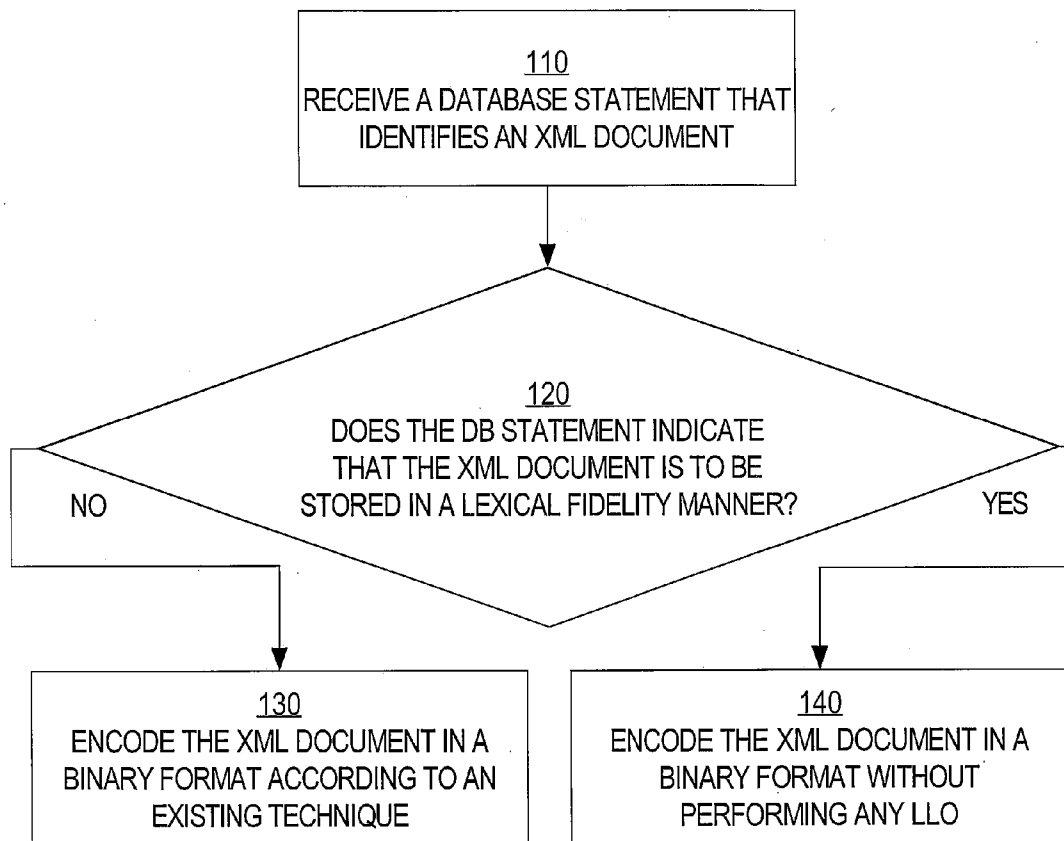 110
RECEIVE A DATABASE STATEMENT THAT
IDENTIFIES AN XML DOCUMENT
120
DOES THE DB STATEMENT INDICATE
THAT THE XML DOCUMENT IS TO BE
STORED IN A LEXICAL FIDELITY MANNER?
NO
YES
130
ENCODE THE XML DOCUMENT IN A
BINARY FORMAT ACCORDING TO AN
EXISTING TECHNIQUE
140
ENCODE THE XML DOCUMENT IN A
BINARY FORMAT WITHOUT
PERFORMING ANY LLO